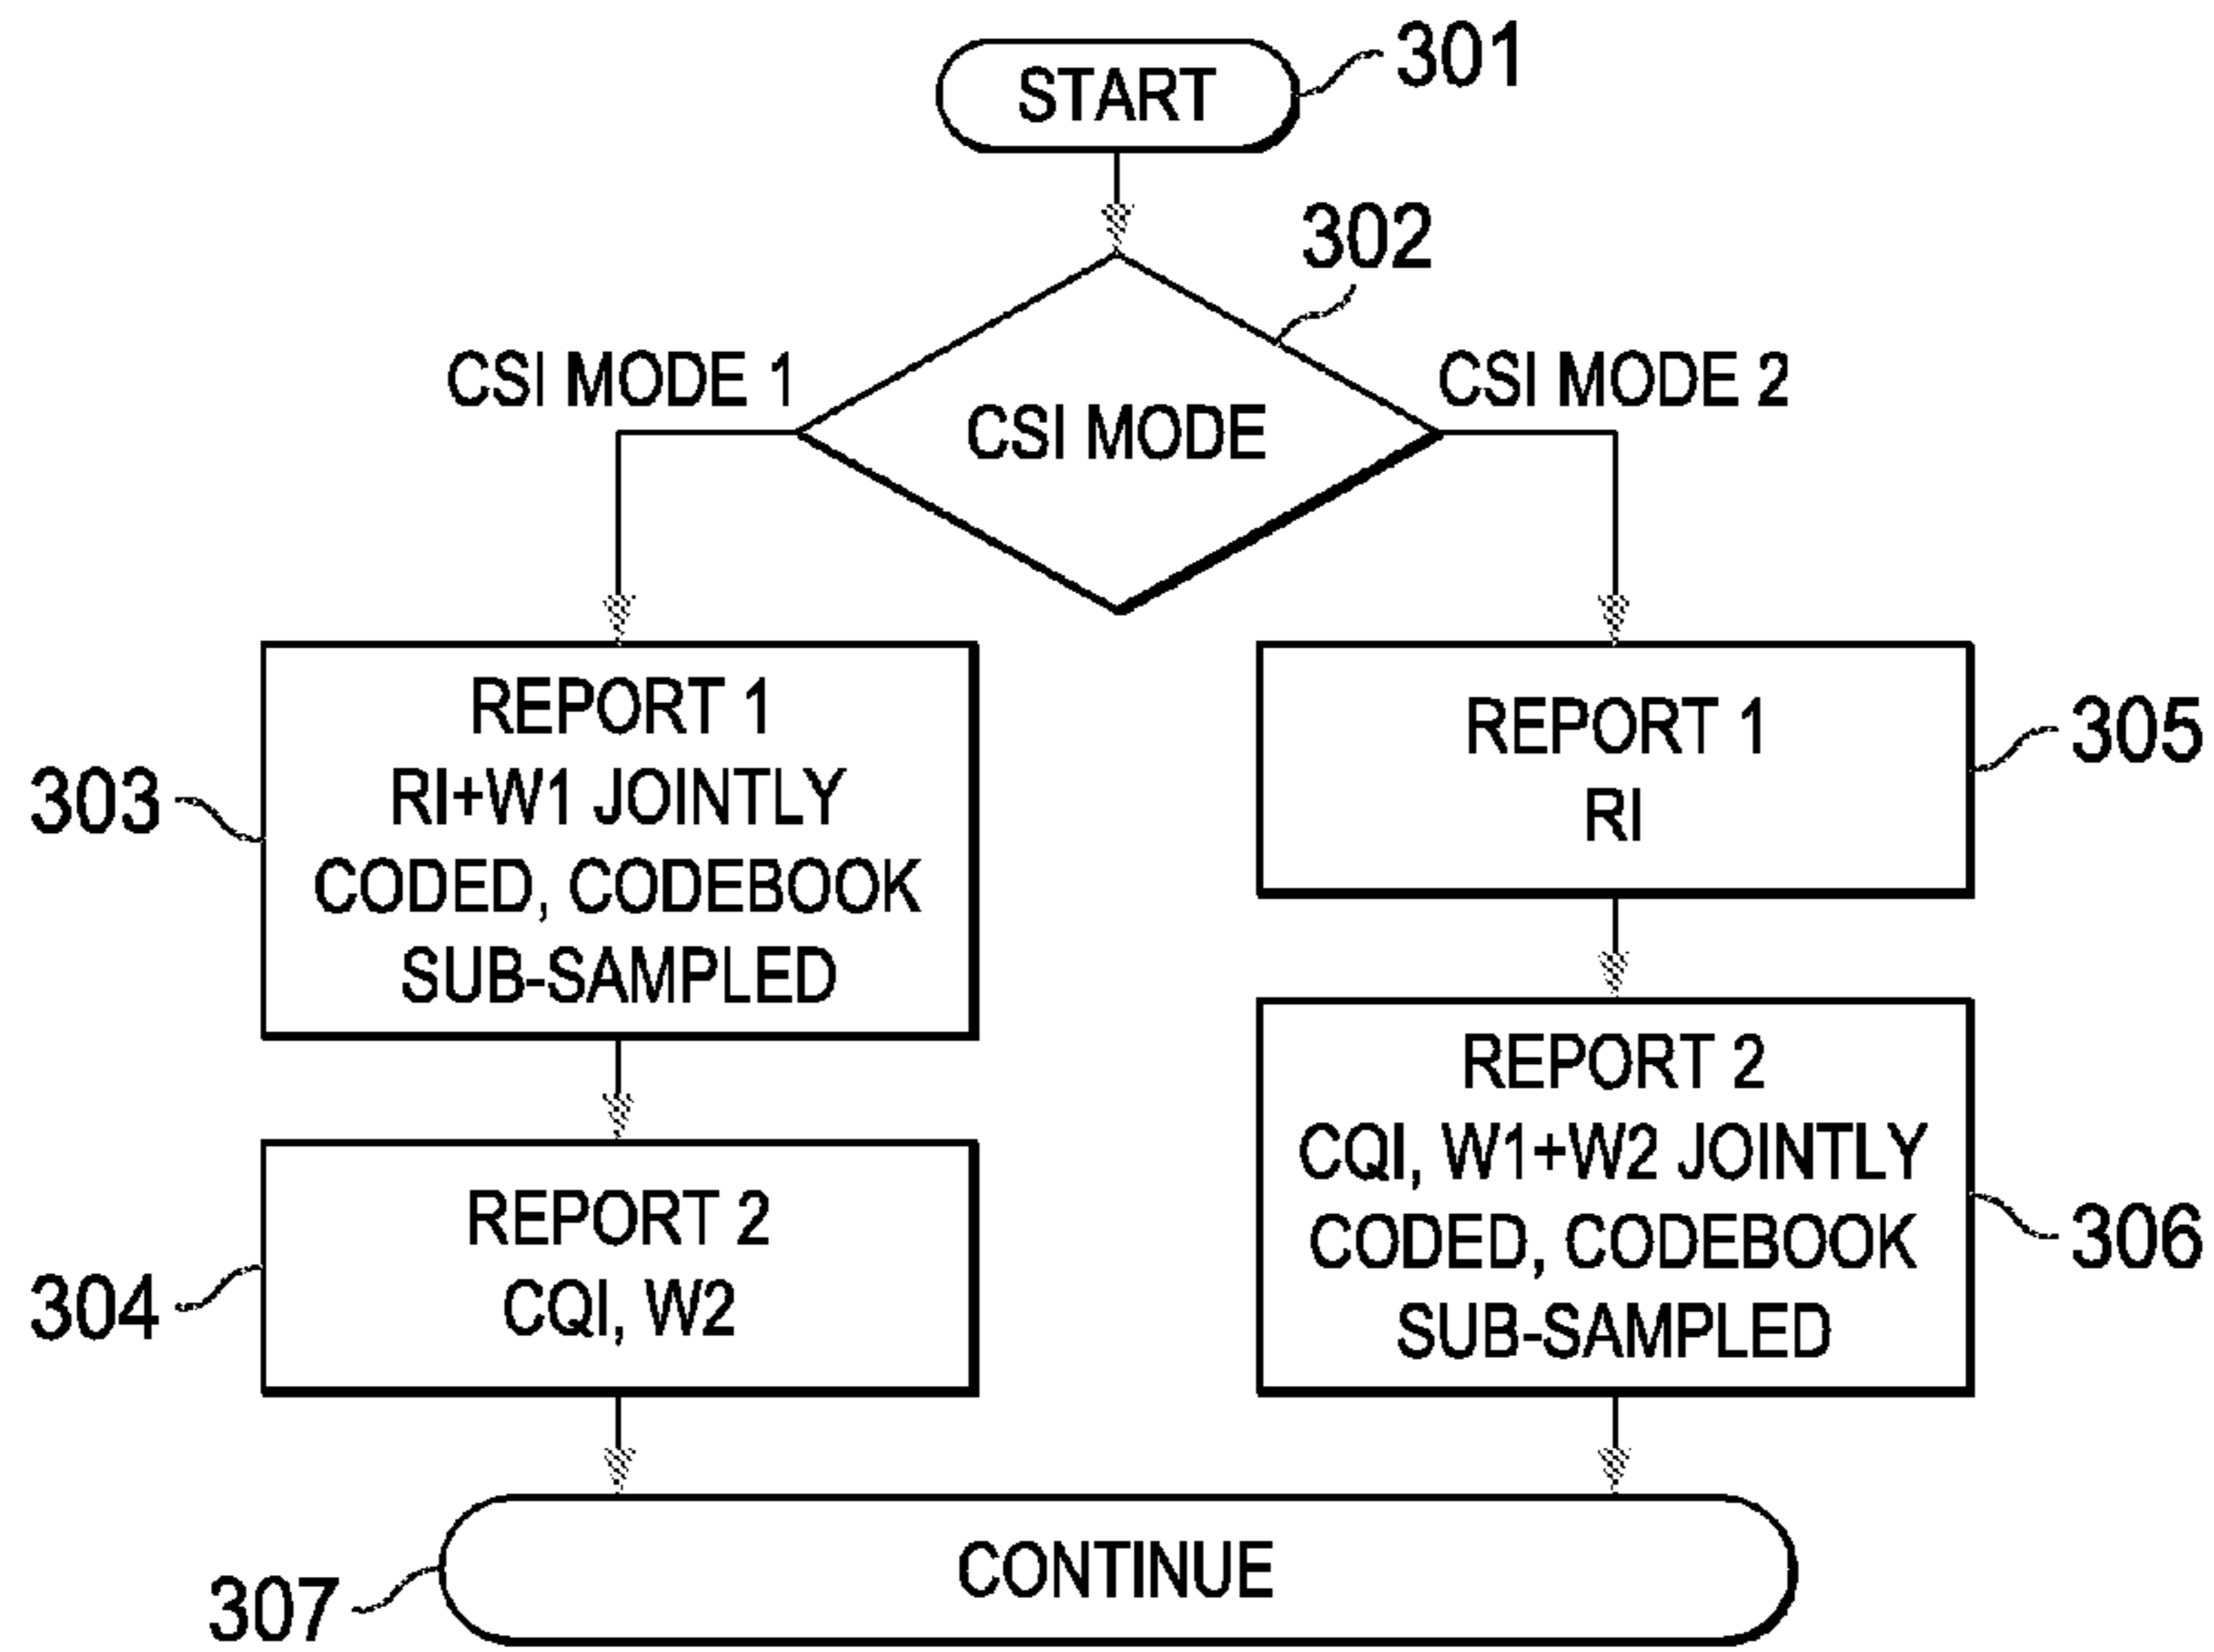 START
301
302
CSI MODE 1
CSI MODE
CSI MODE 2
REPORT 1
RI+W1 JOINTLY
CODED, CODEBOOK
SUB-SAMPLED
303
REPORT 1
RI
305
REPORT 2
CQI, W2
304
REPORT 2
CQI, W1+W2 JOINTLY
CODED, CODEBOOK
SUB-SAMPLED
306
CONTINUE
307